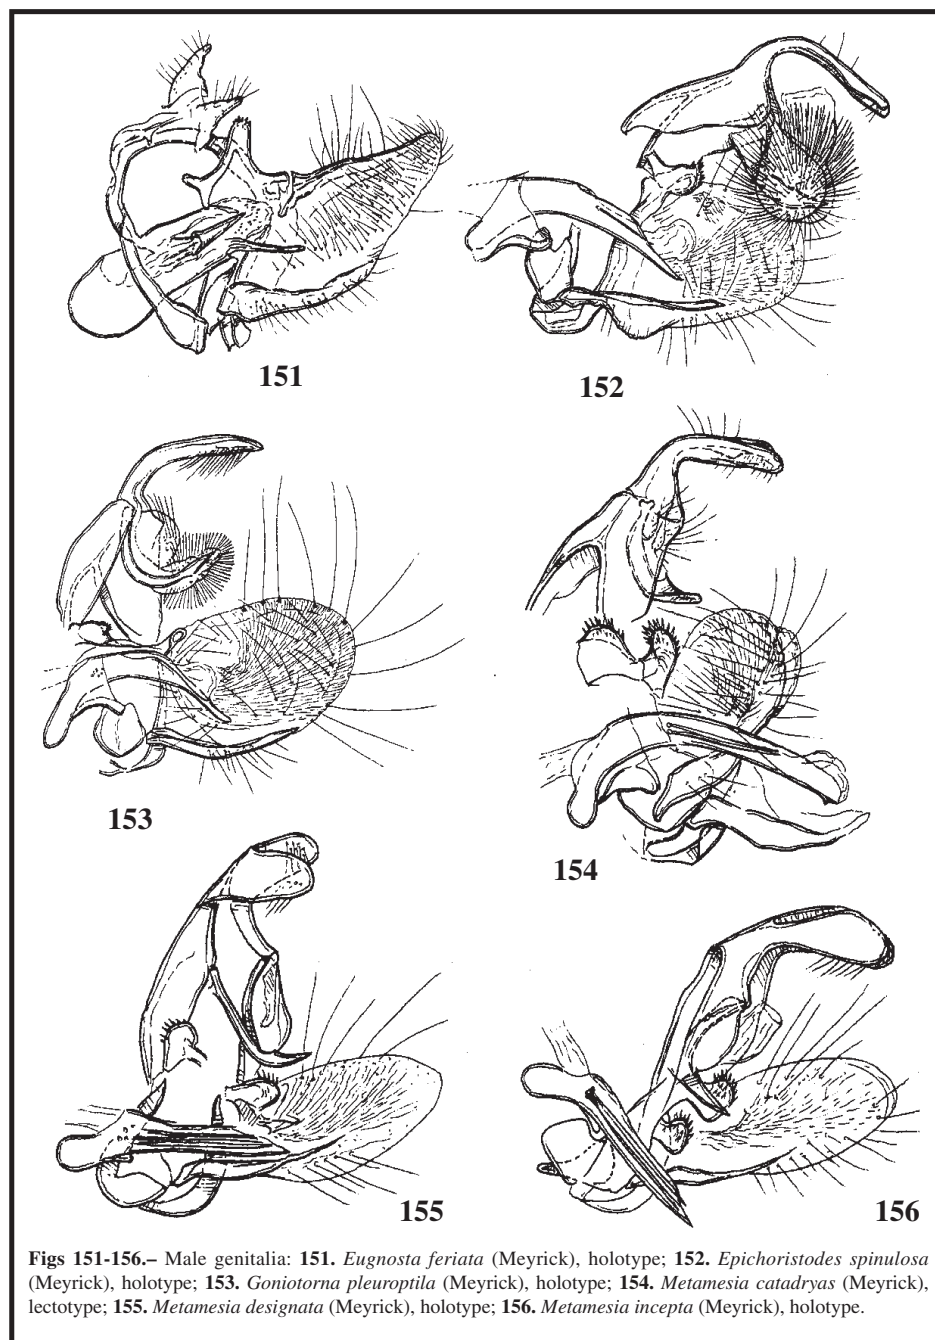 151
152
153
154
155
156
Figs 151-156.– Male genitalia: 151. Eugnosta feriata (Meyrick), holotype; 152. Epichoristodes spinulosa
(Meyrick), holotype; 153. Goniotorna pleuroptila (Meyrick), holotype; 154. Metamesia catadryas (Meyrick),
lectotype; 155. Metamesia designata (Meyrick), holotype; 156. Metamesia incepta (Meyrick), holotype.